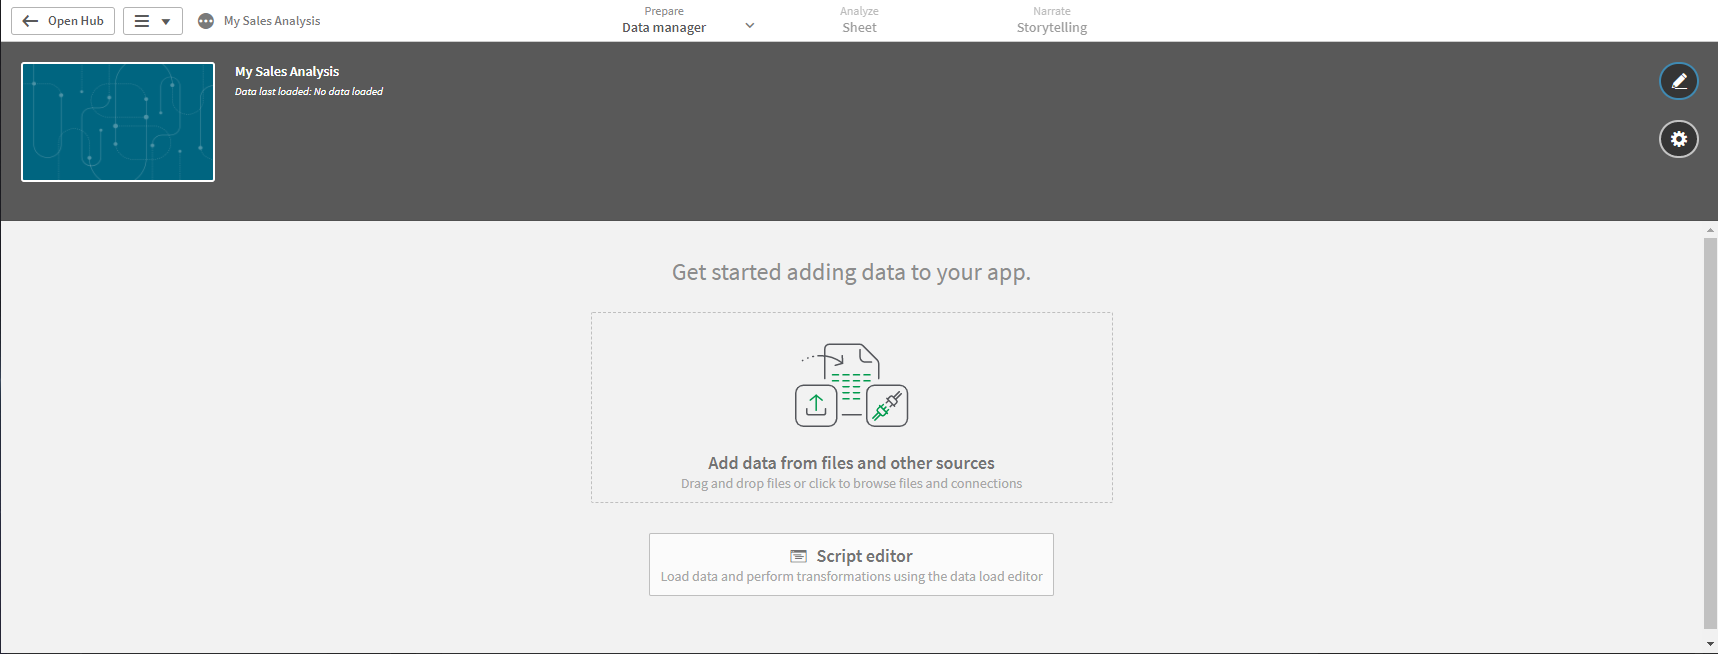 Open Hub
My Sales Analysis
Prepare
Data manager
Analyze
Sheet
Narrate
Storytelling
My Sales Analysis
Data last loaded: No data loaded
Get started adding data to your app.
Add data from files and other sources
Drag and drop files or click to browse files and connections
Script editor
Load data and perform transformations using the data load editor